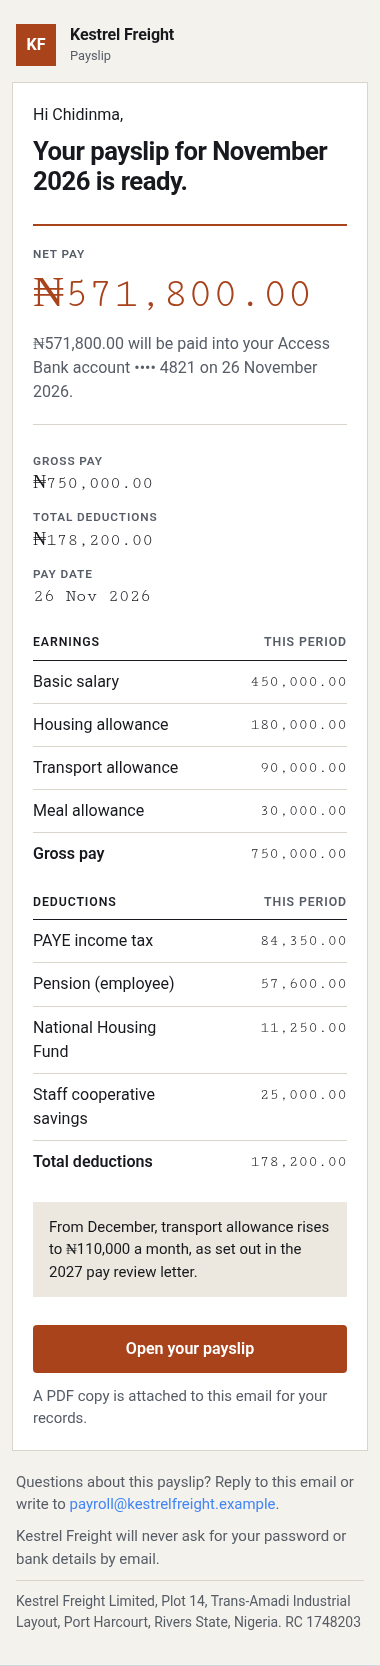 KF
Kestrel Freight
Payslip
Hi Chidinma,
Your payslip for November
2026 is ready.
NET PAY
₦571,800.00
₦571,800.00 will be paid into your Access
Bank account •••• 4821 on 26 November
2026.
GROSS PAY
₦750,000.00
TOTAL DEDUCTIONS
₦178,200.00
PAY DATE
26 Nov 2026
EARNINGS THIS PERIOD
Basic salary 450,000.00
Housing allowance 180,000.00
Transport allowance 90,000.00
Meal allowance 30,000.00
Gross pay 750,000.00
DEDUCTIONS THIS PERIOD
PAYE income tax 84,350.00
Pension (employee) 57,600.00
National Housing 11,250.00
Fund
Staff cooperative 25,000.00
savings
Total deductions 178,200.00
From December, transport allowance rises
to ₦110,000 a month, as set out in the
2027 pay review letter.
Open your payslip
A PDF copy is attached to this email for your
records.
Questions about this payslip? Reply to this email or
write to payroll@kestrelfreight.example.
Kestrel Freight will never ask for your password or
bank details by email.
Kestrel Freight Limited, Plot 14, Trans-Amadi Industrial
Layout, Port Harcourt, Rivers State, Nigeria. RC 1748203